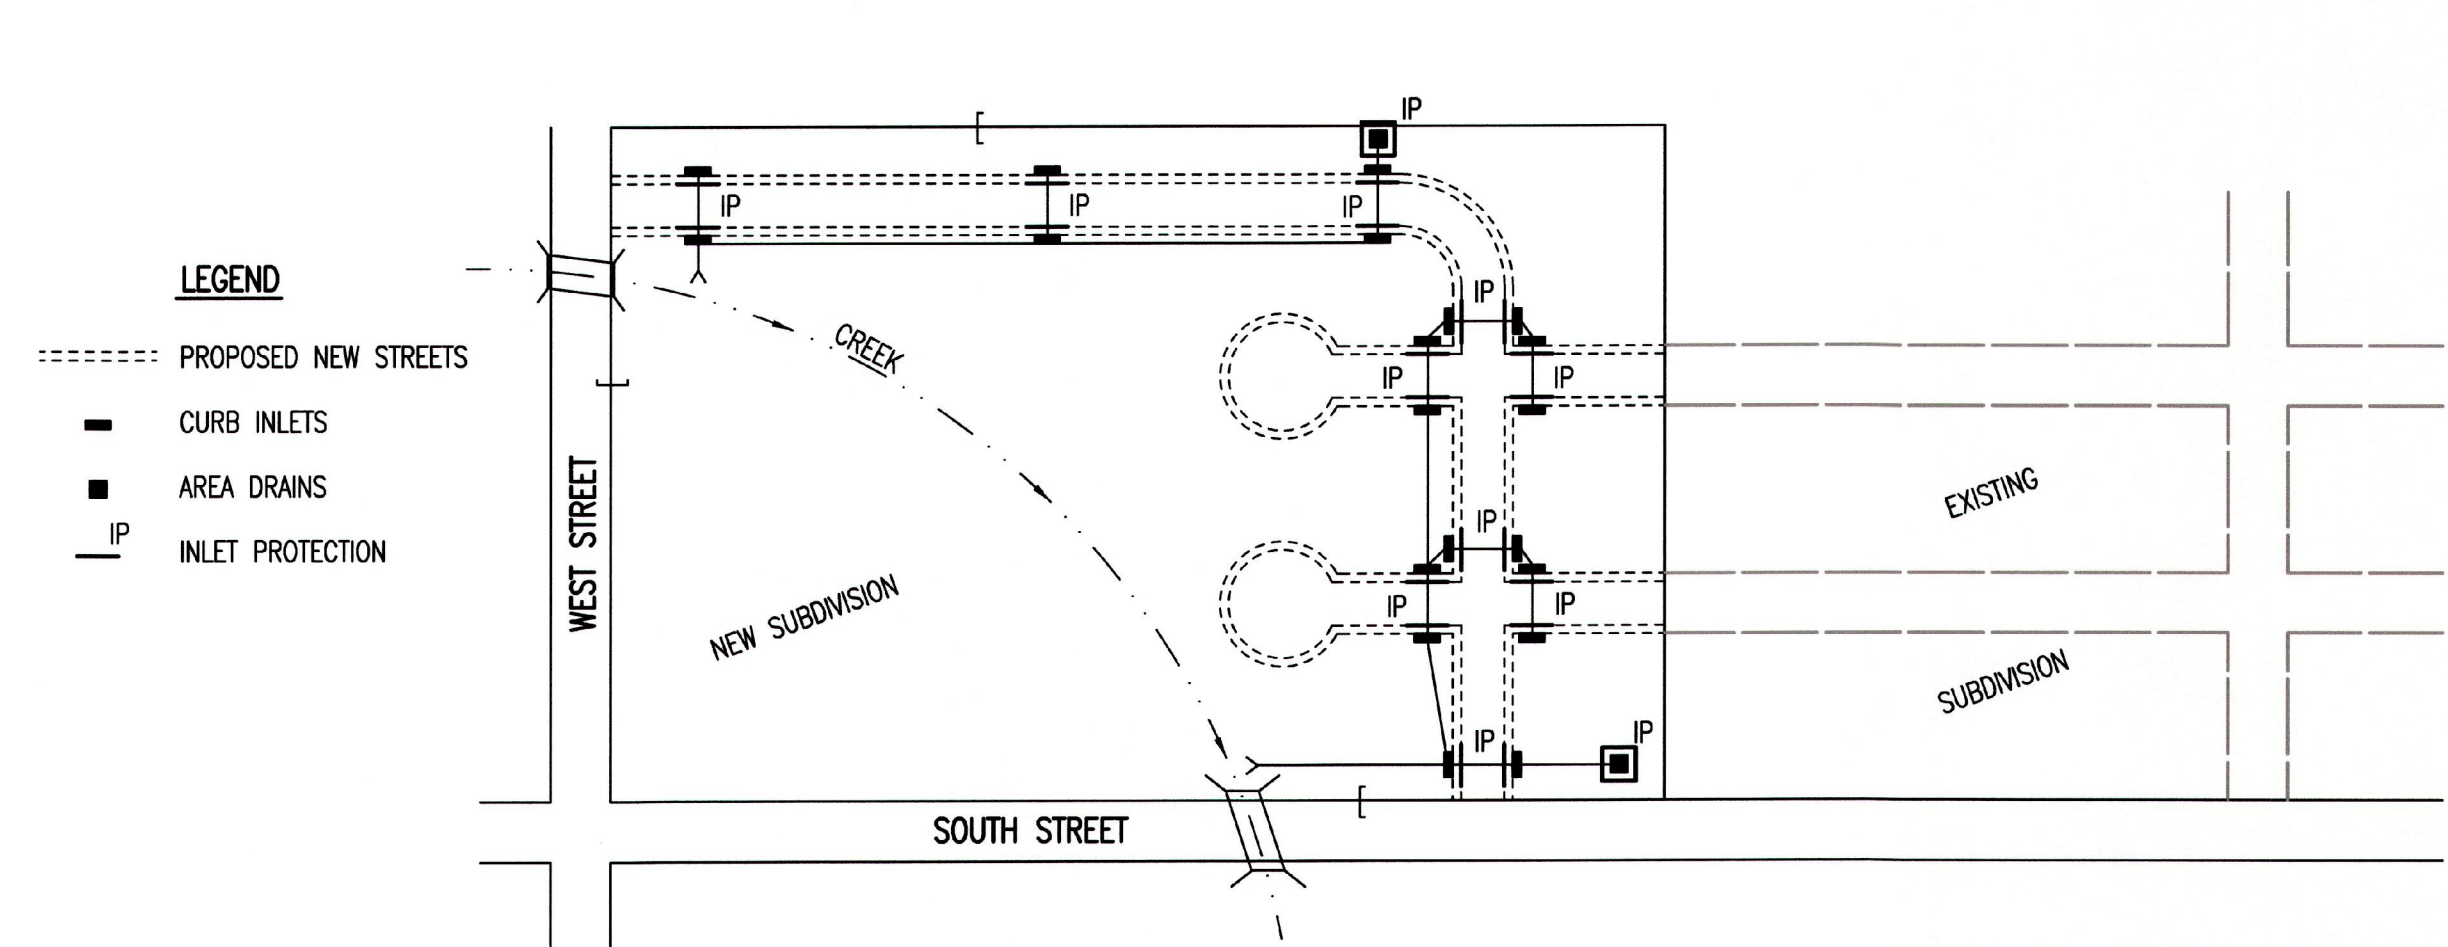 IP
IP
IP
IP
LEGEND
IP
PROPOSED NEW STREETS
CREEK
IP
IP
CURB INLETS
AREA DRAINS
EXISTING
IP
IP
INLET PROTECTION
WEST STREET
NEW SUBDIVISION
IP
IP
SUBDIVISION
IP
IP
SOUTH STREET